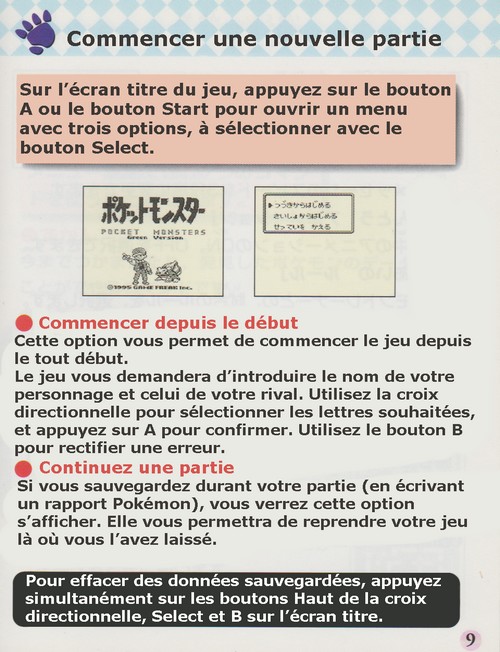 Commencer une nouvelle partie
Sur l’écran titre du jeu, appuyez sur le bouton
A ou le bouton Start pour ouvrir un menu
avec trois options, à sélectionner avec le
bouton Select.
ポケットモンスター
POCKET MONSTERS
Green Version
©1995 GAME FREAK inc.
▶つづきからはじめる
さいしょからはじめる
せっていを かえる
Commencer depuis le début
Cette option vous permet de commencer le jeu depuis
le tout début.
Le jeu vous demandera d’introduire le nom de votre
personnage et celui de votre rival. Utilisez la croix
directionnelle pour sélectionner les lettres souhaitées,
et appuyez sur A pour confirmer. Utilisez le bouton B
pour rectifier une erreur.
Continuez une partie
Si vous sauvegardez durant votre partie (en écrivant
un rapport Pokémon), vous verrez cette option
s’afficher. Elle vous permettra de reprendre votre jeu
là où vous l’avez laissé.
Pour effacer des données sauvegardées, appuyez
simultanément sur les boutons Haut de la croix
directionnelle, Select et B sur l’écran titre.
9